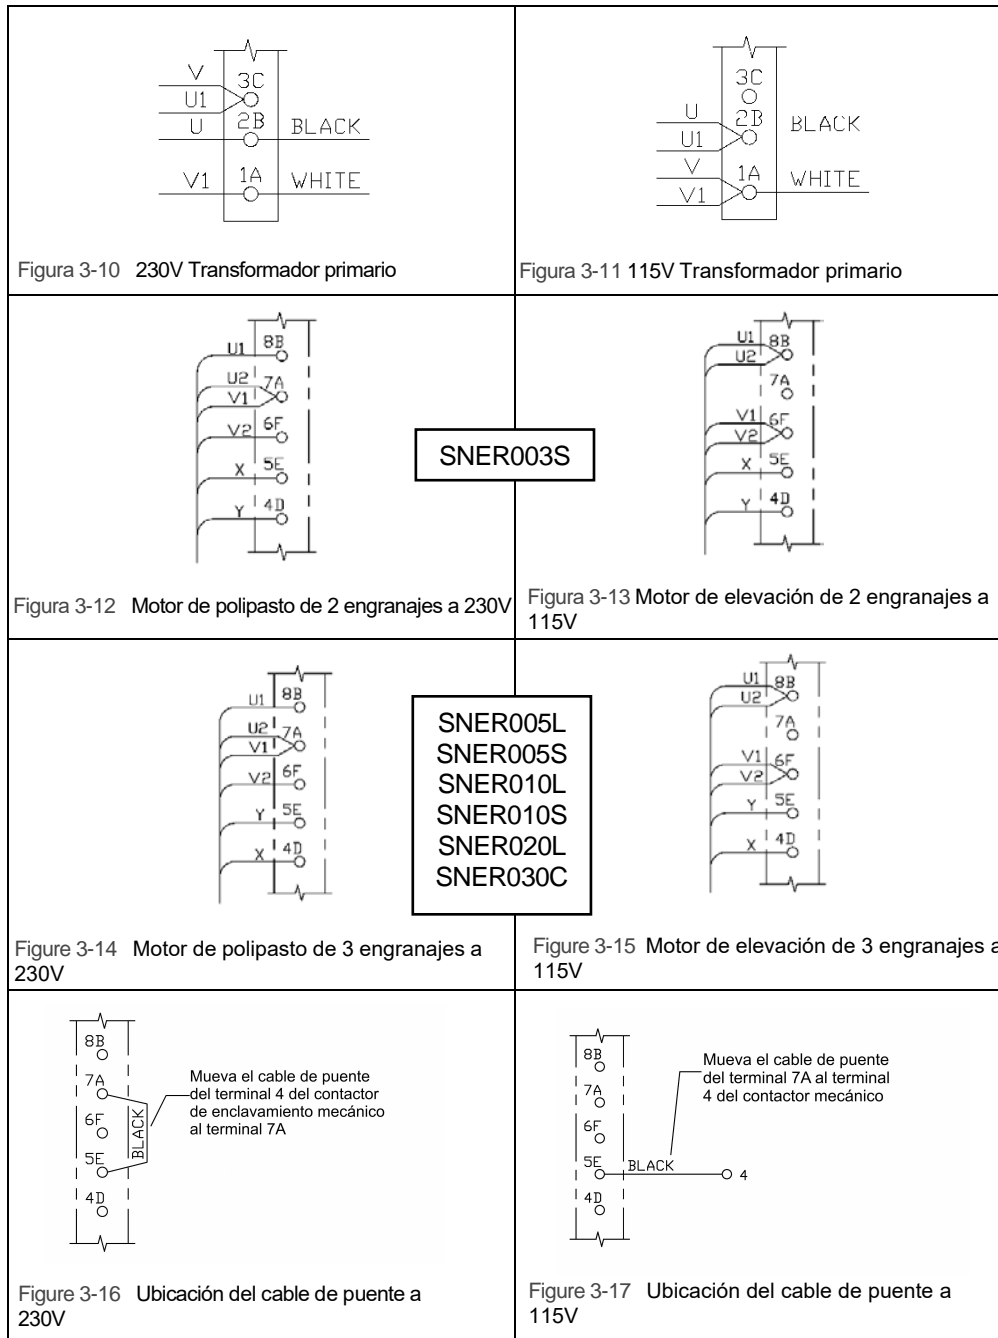 3C
V
U1
2B
U
BLACK
1A
V1
WHITE
Figura 3-10 230V Transformador primario
3C
U
2B
BLACK
U1
V
1A
WHITE
V1
Figura 3-11 115V Transformador primario
8B
U1
U2
7A
V1
V2
6F
X
5E
Y
4D
Figura 3-12 Motor de polipasto de 2 engranajes a 230V
SNER003S
U1
8B
U2
7A
V1
6F
V2
X
5E
Y
4D
Figura 3-13 Motor de elevación de 2 engranajes a
115V
8B
U1
U2
7A
V1
V2
6F
Y
5E
X
4D
Figure 3-14 Motor de polipasto de 3 engranajes a
230V
SNER005L
SNER005S
SNER010L
SNER010S
SNER020L
SNER030C
U1
8B
U2
7A
V1
6F
V2
Y
5E
X
4D
Figure 3-15 Motor de elevación de 3 engranajes a
115V
8B
7A
6F
5E
4D
BLACK
Mueva el cable de puente
del terminal 4 del contactor
de enclavamiento mecánico
al terminal 7A
Figure 3-16 Ubicación del cable de puente a
230V
8B
7A
6F
5E
BLACK
4
4D
Mueva el cable de puente
del terminal 7A al terminal
4 del contactor mecánico
Figure 3-17 Ubicación del cable de puente a
115V